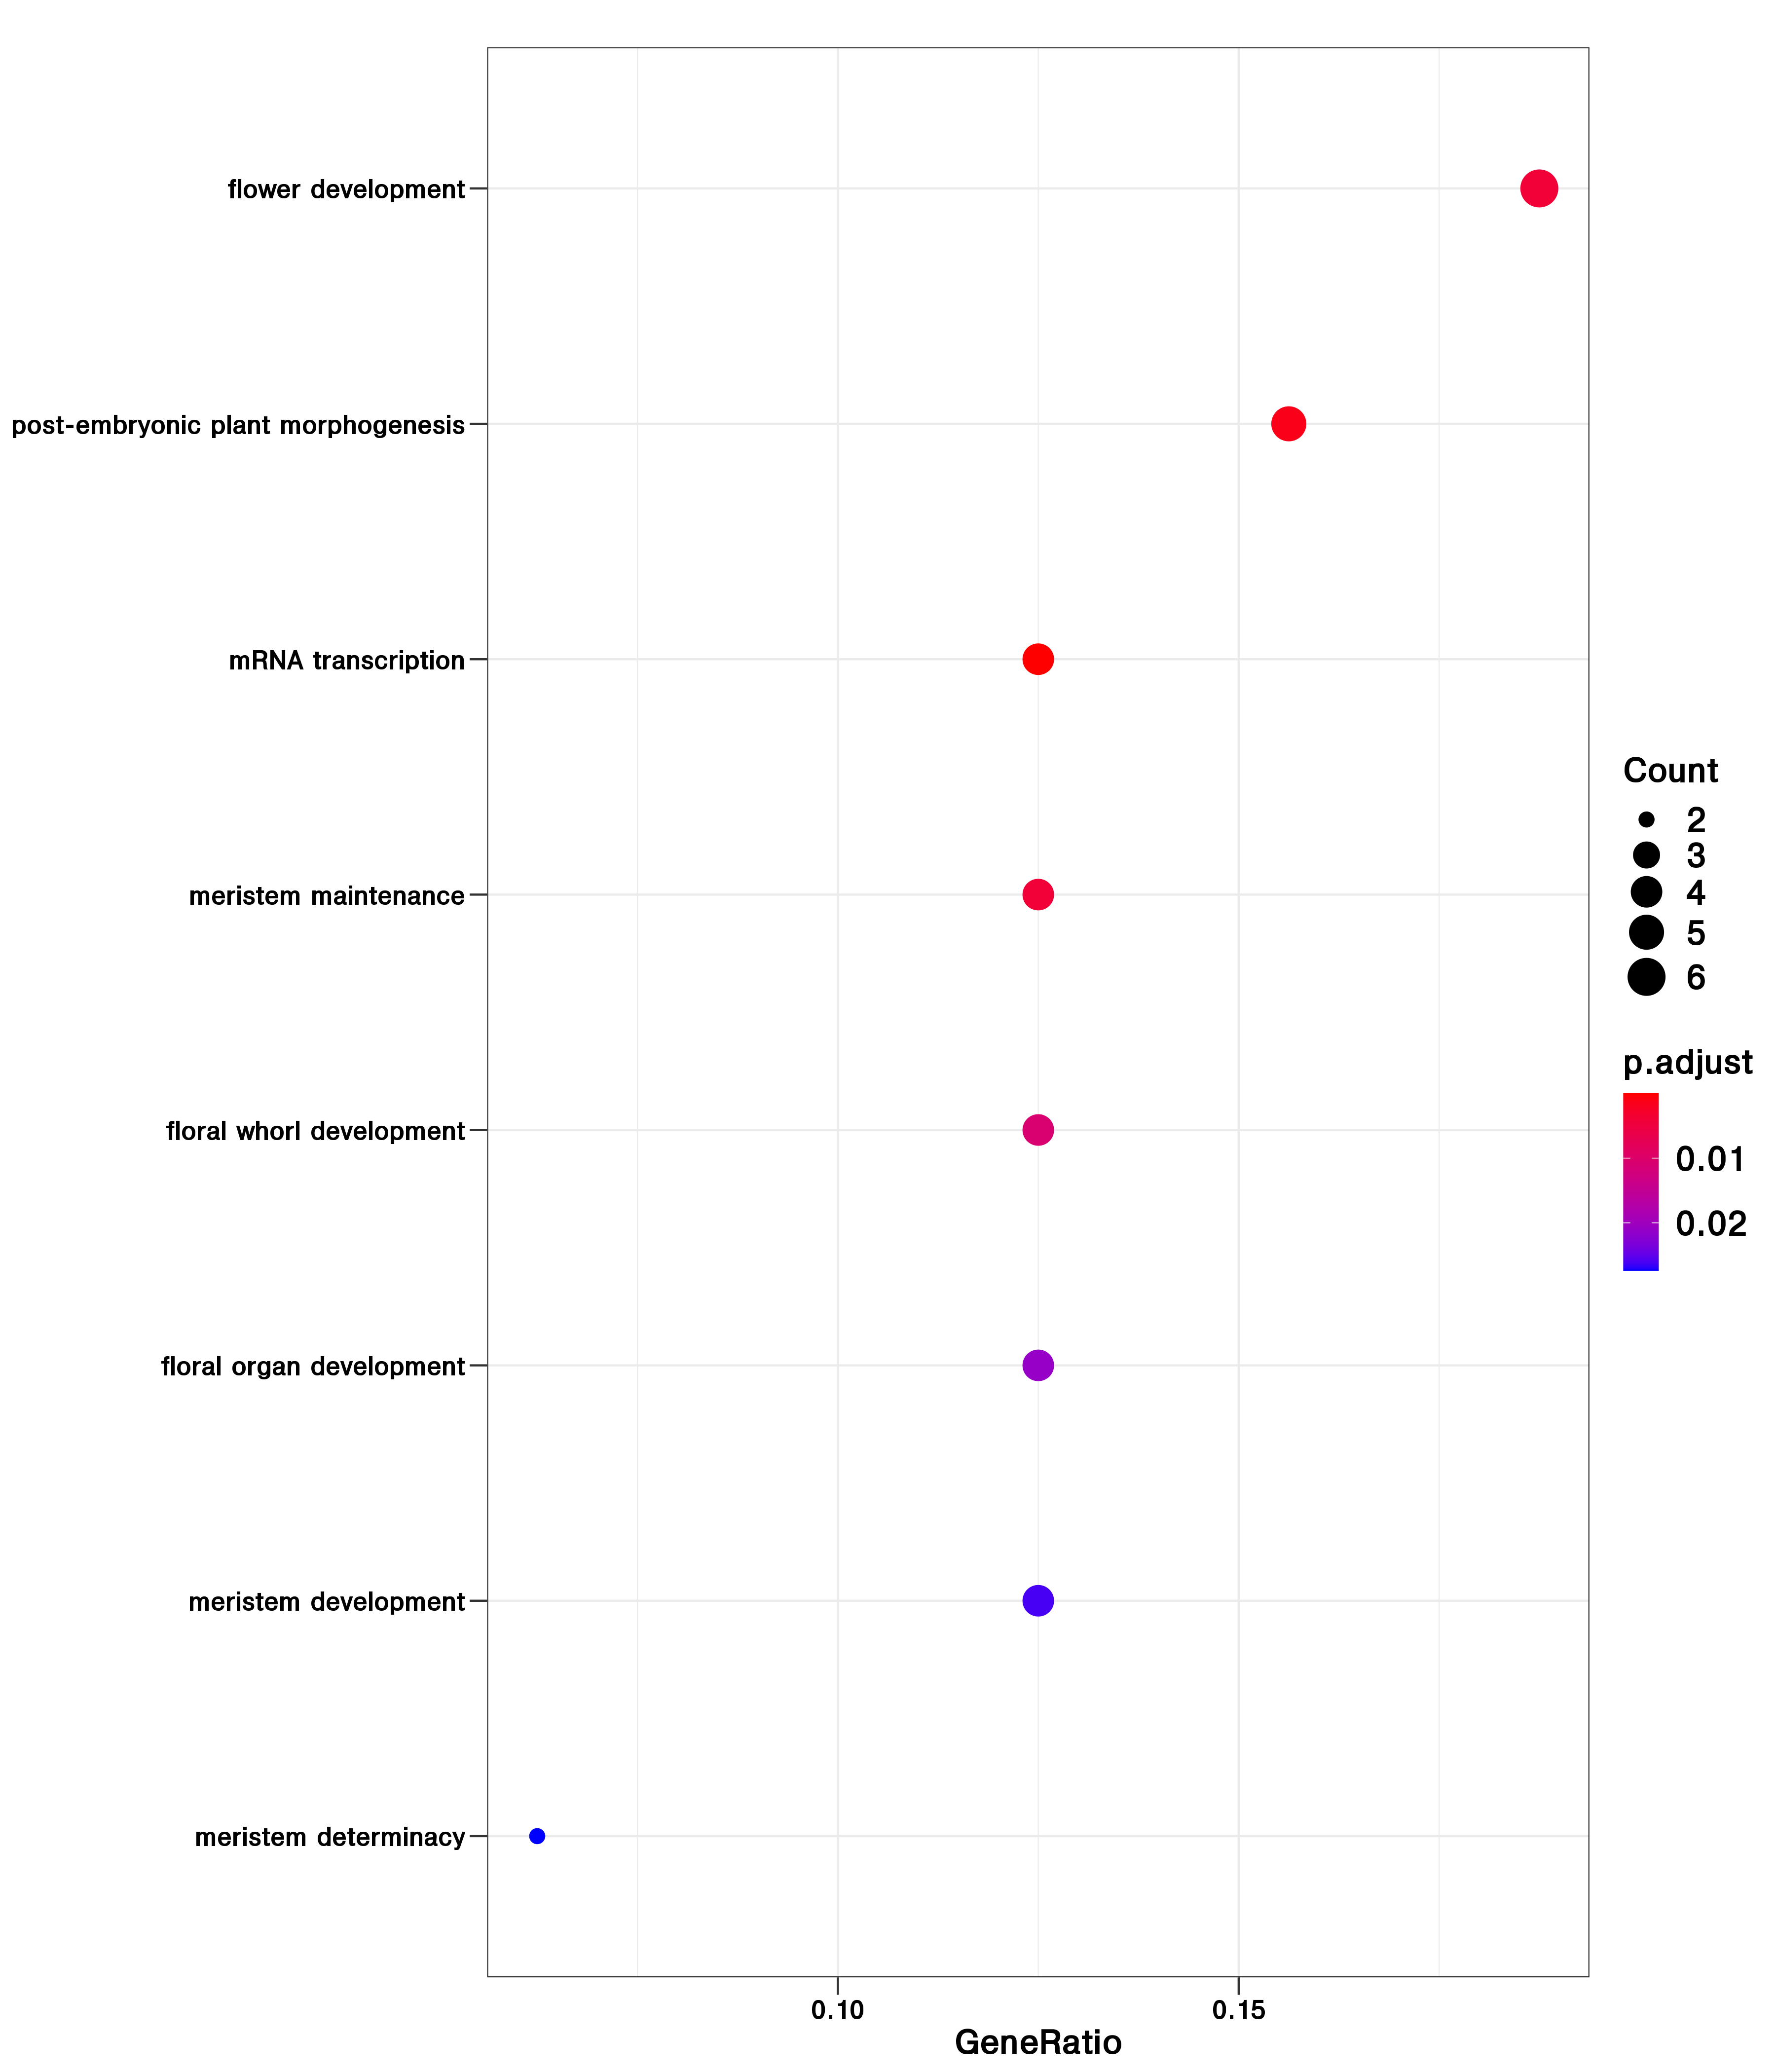 flower development
post-embryonic plant morphogenesis
mRNA transcription
meristem maintenance
floral whorl development
floral organ development
meristem development
meristem determinacy
0.10
0.15
GeneRatio
Count
2
3
4
5
6
p.adjust
0.01
0.02